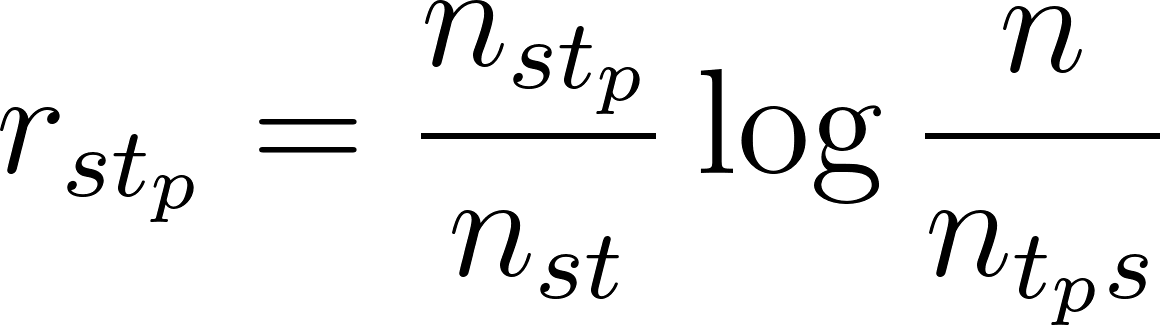 r_{st_p} = \frac{n_{st_p}}{n_{st}} \log \frac{n}{n_{t_p s}}